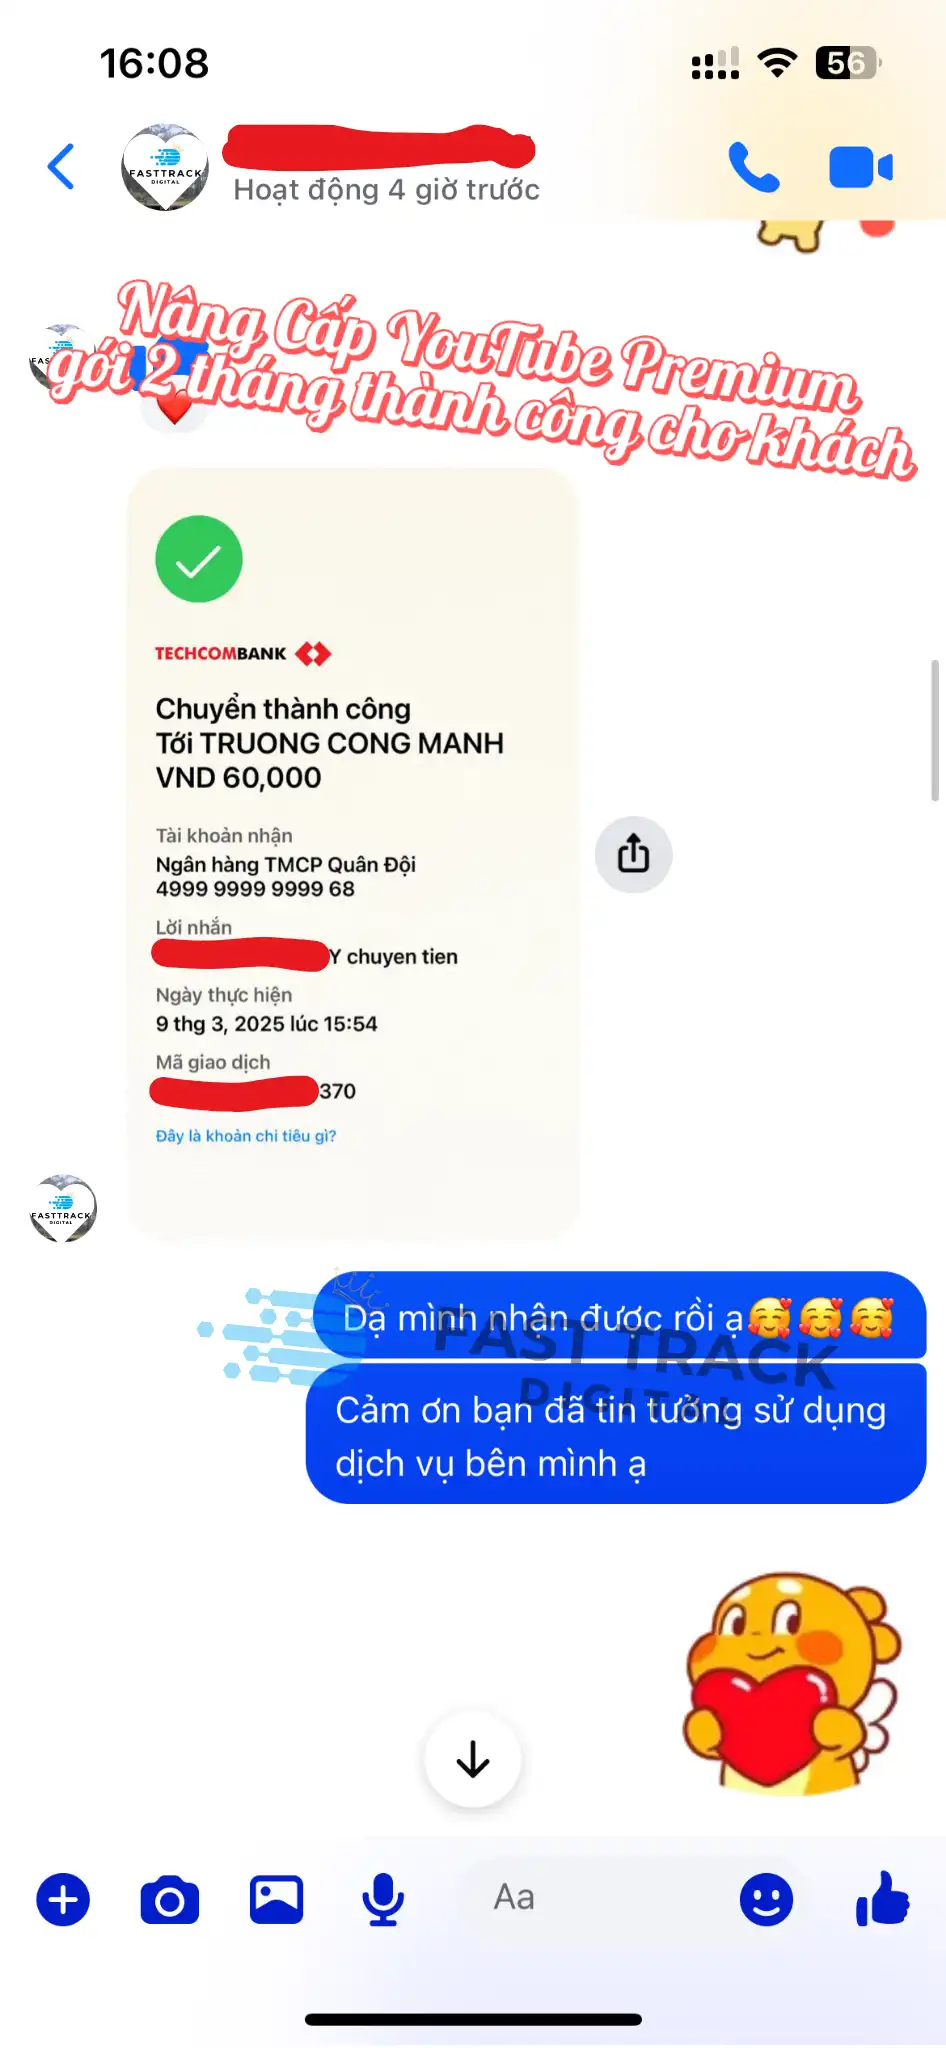 16:08
56
FASTTRACK
DIGITAL
Hoạt động 4 giờ trước
Nâng Cấp YouTube Premium
gói 2 tháng thành công cho khách
TECHCOMBANK
Chuyển thành công
Tới TRUONG CONG MANH
VND 60,000
Tài khoản nhận
Ngân hàng TMCP Quân Đội
4999 9999 9999 68
Lời nhắn
Y chuyen tien
Ngày thực hiện
9 thg 3, 2025 lúc 15:54
Mã giao dịch
370
Đây là khoản chi tiêu gì?
FASTTRACK
DIGITAL
Dạ mình nhận được rồi ạ🥰🥰🥰
FAST TRACK
DIGITAL
Cảm ơn bạn đã tin tưởng sử dụng
dịch vụ bên mình ạ
Aa